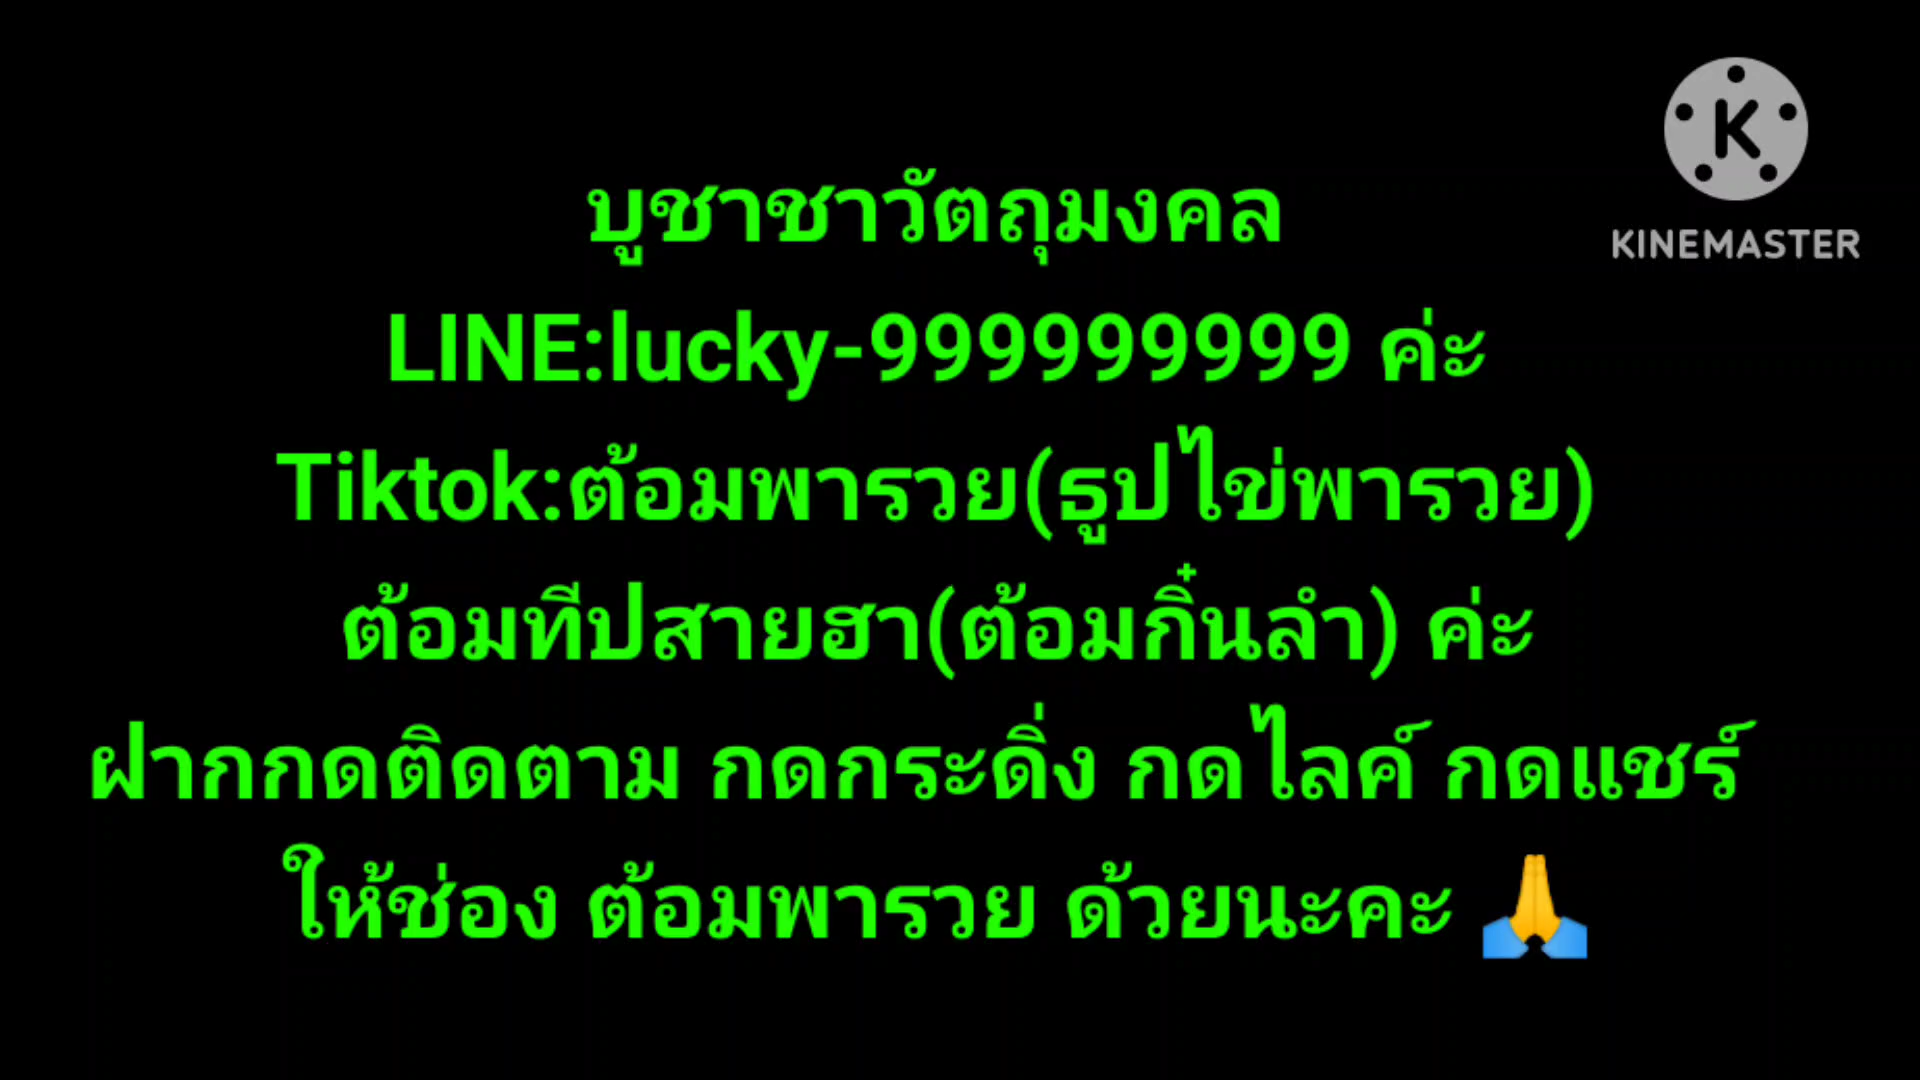 บูชาชาวัตถุมงคล
LINE:lucky-999999999 ค่ะ
Tiktok:ต้อมพารวย(ธูปไข่พารวย)
ต้อมทีปสายฮา(ต้อมกิ๋นลำ) ค่ะ
ฝากกดติดตาม กดกระดิ่ง กดไลค์ กดแชร์
ให้ช่อง ต้อมพารวย ด้วยนะคะ 🙏
K
KINEMASTER